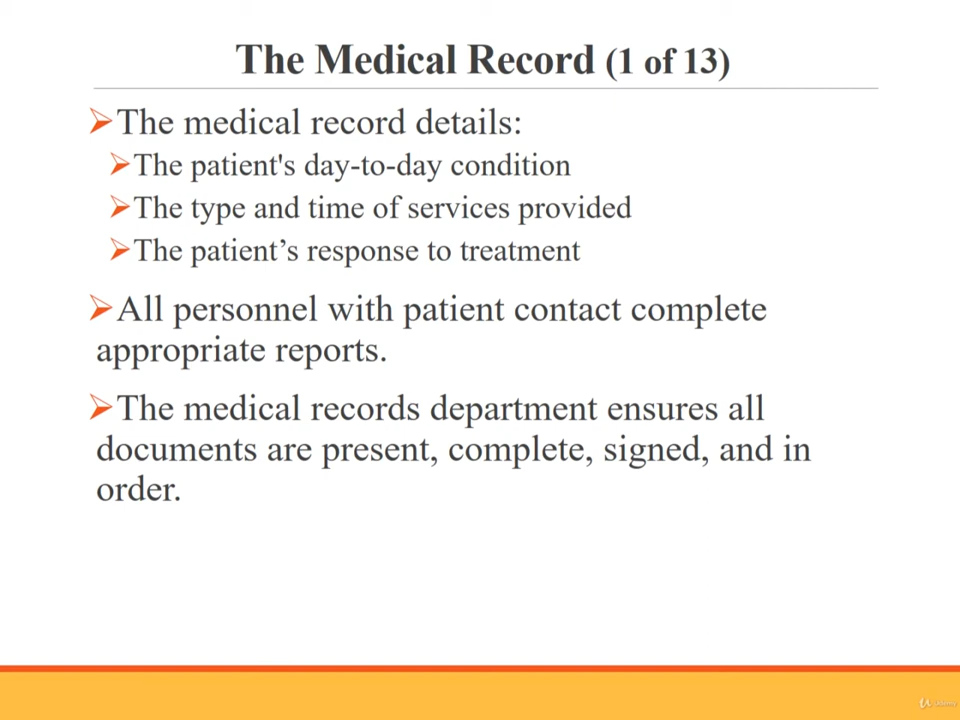 The Medical Record (1 of 13)
The medical record details:
The patient's day-to-day condition
The type and time of services provided
The patient’s response to treatment
All personnel with patient contact complete
appropriate reports.
The medical records department ensures all
documents are present, complete, signed, and in
order.
Udemy